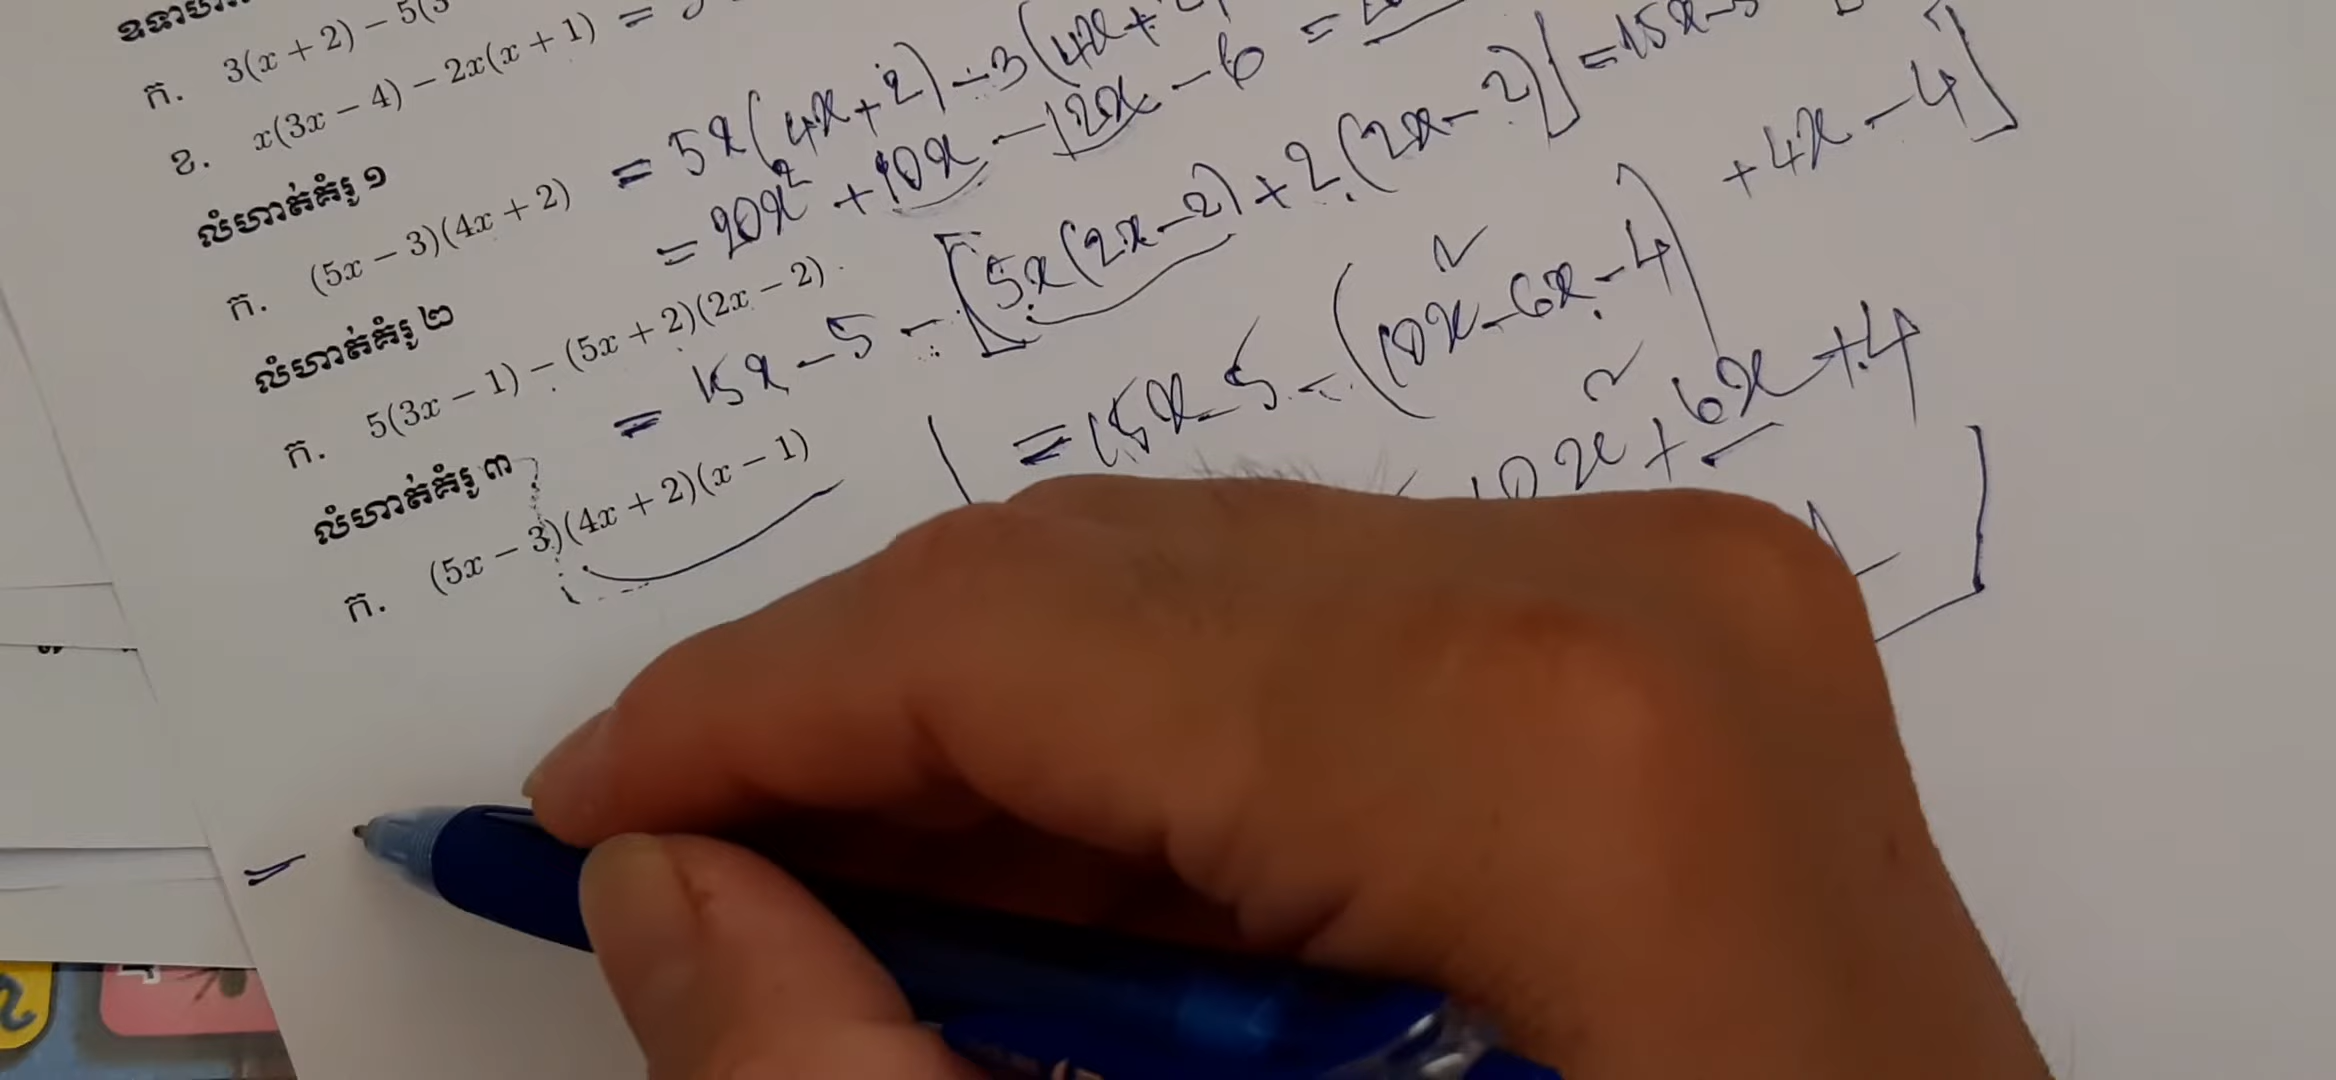 ក. 3(x + 2) − 5(3
ខ. x(3x − 4) − 2x(x + 1) =
លំហាត់គំរូ ១
ក. (5x − 3)(4x + 2) = 5x(4x+2) −3(4x+
= 20x² + 10x − 12x − 6 =
លំហាត់គំរូ ២
ក. 5(3x − 1) − (5x + 2)(2x − 2)
= 15x − 5 − [5x(2x−2)+2(2x−2)] =15x−5
+4x−4]
= 15x−5 − (10x²−6x−4)
10x²+6x+4
លំហាត់គំរូ ៣
ក. (5x − 3)(4x + 2)(x − 1)
=